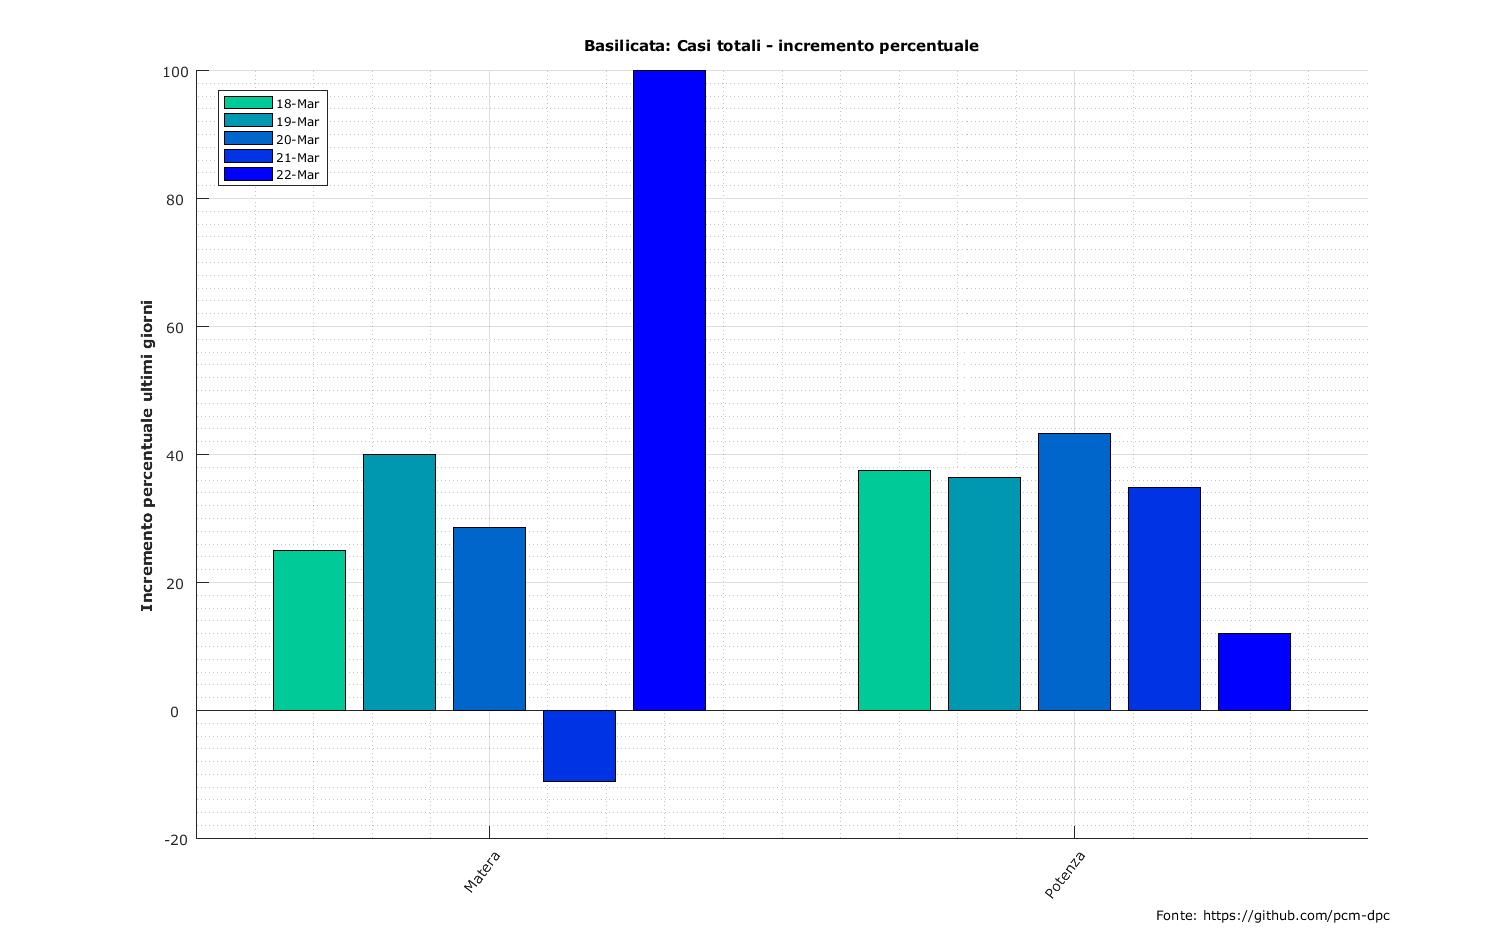 Basilicata: Casi totali - incremento percentuale
100
80
60
40
20
0
-20
Incremento percentuale ultimi giorni
18-Mar
19-Mar
20-Mar
21-Mar
22-Mar
Matera
Potenza
Fonte: https://github.com/pcm-dpc